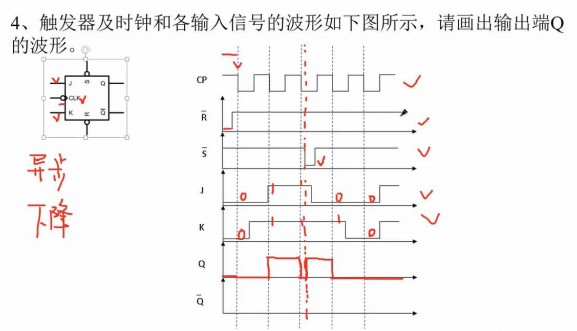 4、触发器及时钟和各输入信号的波形如下图所示，请画出输出端Q
的波形。
J S Q
CLK
K R Q
异步
下降
CP
R
S
J 0 1 0 0
K 0 1 1 0
Q
Q